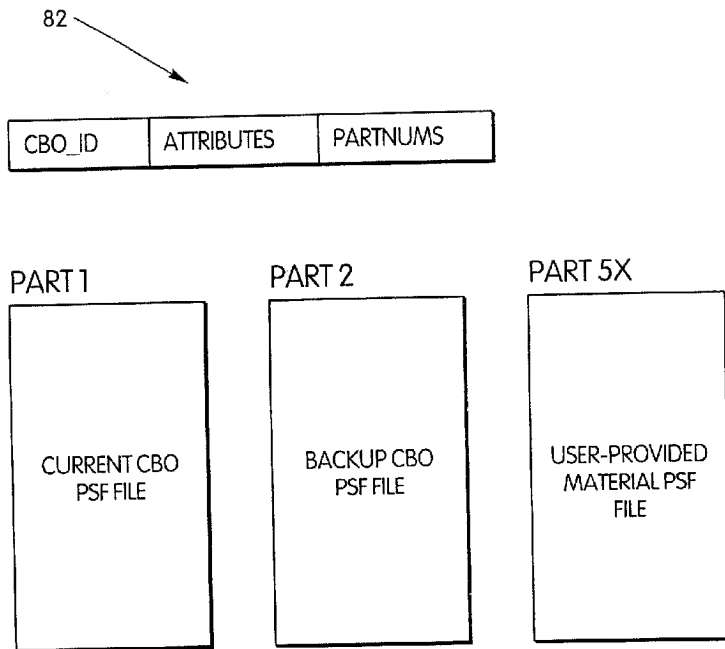 82
CBO_ID ATTRIBUTES PARTNUMS
PART 1 PART 2 PART 5X
CURRENT CBO
PSF FILE
BACKUP CBO
PSF FILE
USER-PROVIDED
MATERIAL PSF
FILE